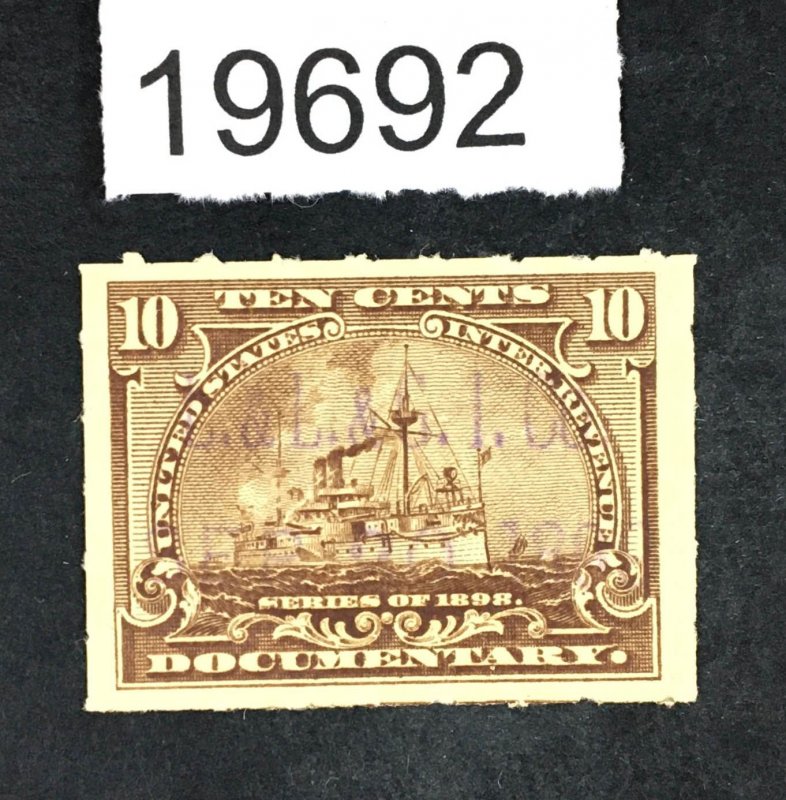 19692
10 TEN CENTS 10
UNITED STATES INTER. REVENUE
SERIES OF 1898.
DOCUMENTARY.